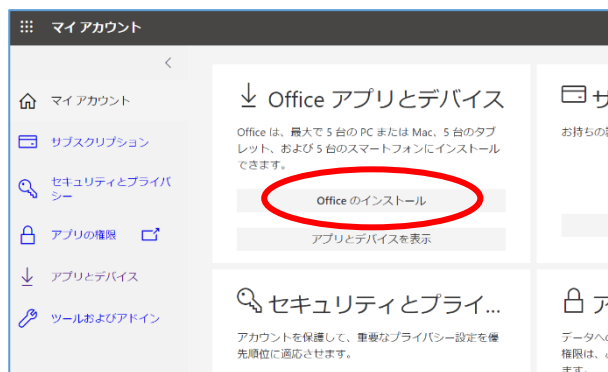 マイ アカウント
マイ アカウント
サブスクリプション
セキュリティとプライバ
シー
アプリの権限
アプリとデバイス
ツールおよびアドイン
Office アプリとデバイス
Office は、最大で 5 台の PC または Mac、5 台のタブ
レット、および 5 台のスマートフォンにインストール
できます。
Office のインストール
アプリとデバイスを表示
サ
お持ちの
セキュリティとプライ...
アカウントを保護して、重要なプライバシー設定を優
先順位に適応させます。
ア
データへの
権限は、
ます。